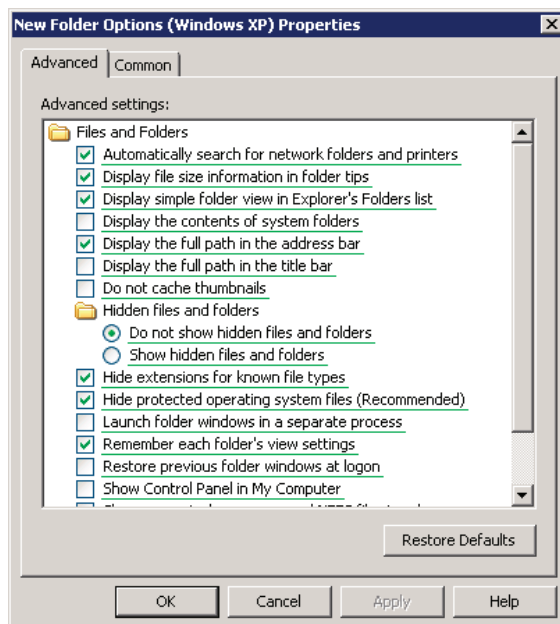 New Folder Options (Windows XP) Properties
Advanced
Common
Advanced settings:
Files and Folders
Automatically search for network folders and printers
Display file size information in folder tips
Display simple folder view in Explorer's Folders list
Display the contents of system folders
Display the full path in the address bar
Display the full path in the title bar
Do not cache thumbnails
Hidden files and folders
Do not show hidden files and folders
Show hidden files and folders
Hide extensions for known file types
Hide protected operating system files (Recommended)
Launch folder windows in a separate process
Remember each folder's view settings
Restore previous folder windows at logon
Show Control Panel in My Computer
Restore Defaults
OK
Cancel
Apply
Help